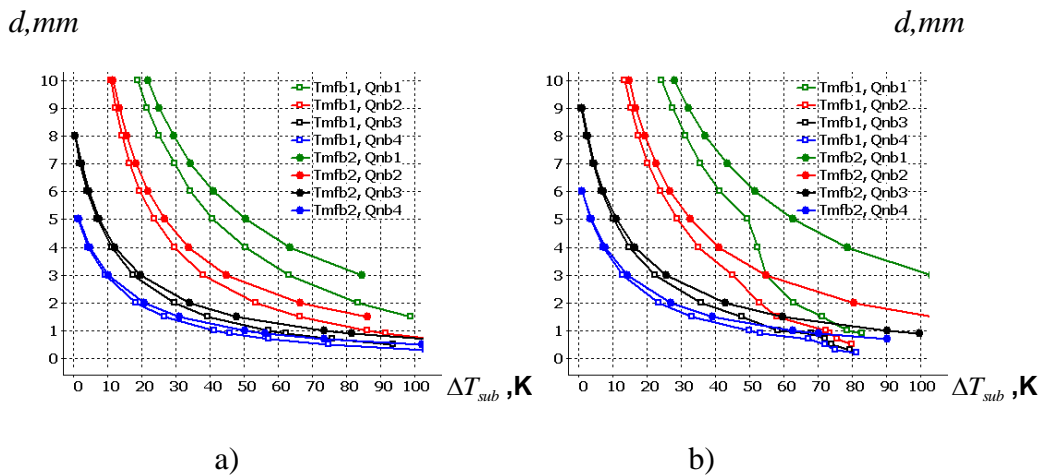 d,mm
d,mm
10
9
8
7
6
5
4
3
2
1
0
Tmfb1, Qnb1
Tmfb1, Qnb2
Tmfb1, Qnb3
Tmfb1, Qnb4
Tmfb2, Qnb1
Tmfb2, Qnb2
Tmfb2, Qnb3
Tmfb2, Qnb4
0 10 20 30 40 50 60 70 80 90 100
ΔTsub ,K
10
9
8
7
6
5
4
3
2
1
0
Tmfb1, Qnb1
Tmfb1, Qnb2
Tmfb1, Qnb3
Tmfb1, Qnb4
Tmfb2, Qnb1
Tmfb2, Qnb2
Tmfb2, Qnb3
Tmfb2, Qnb4
0 10 20 30 40 50 60 70 80 90 100
ΔTsub ,K
a)
b)